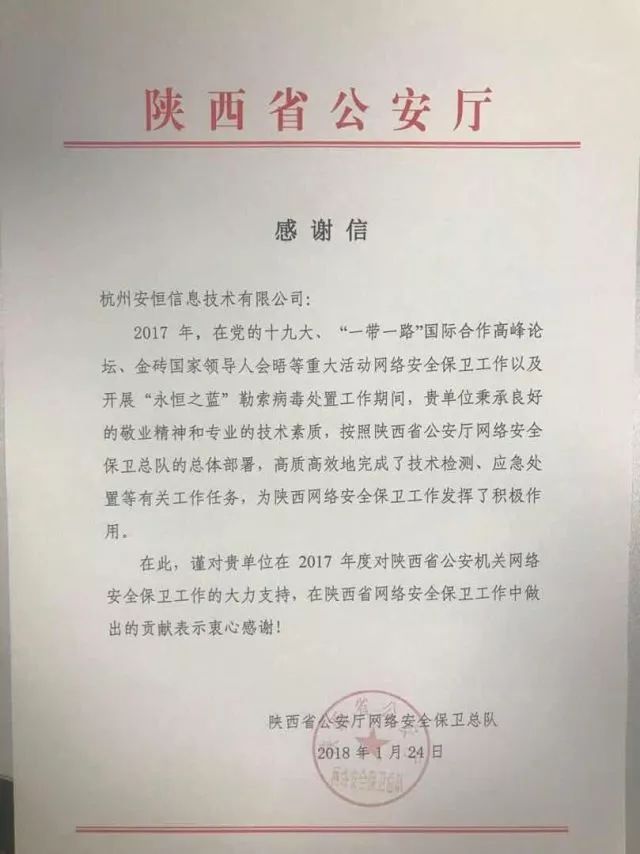 陕西省公安厅
感谢信
杭州安恒信息技术有限公司：
2017 年，在党的十九大、“一带一路”国际合作高峰论
坛、金砖国家领导人会晤等重大活动网络安全保卫工作以及
开展“永恒之蓝”勒索病毒处置工作期间，贵单位秉承良好
的敬业精神和专业的技术素质，按照陕西省公安厅网络安全
保卫总队的总体部署，高质高效地完成了技术检测、应急处
置等有关工作任务，为陕西网络安全保卫工作发挥了积极作
用。
在此，谨对贵单位在 2017 年度对陕西省公安机关网络
安全保卫工作的大力支持，在陕西省网络安全保卫工作中做
出的贡献表示衷心感谢！
陕西省公安厅网络安全保卫总队
2018 年 1 月 24 日
网络安全保卫总队